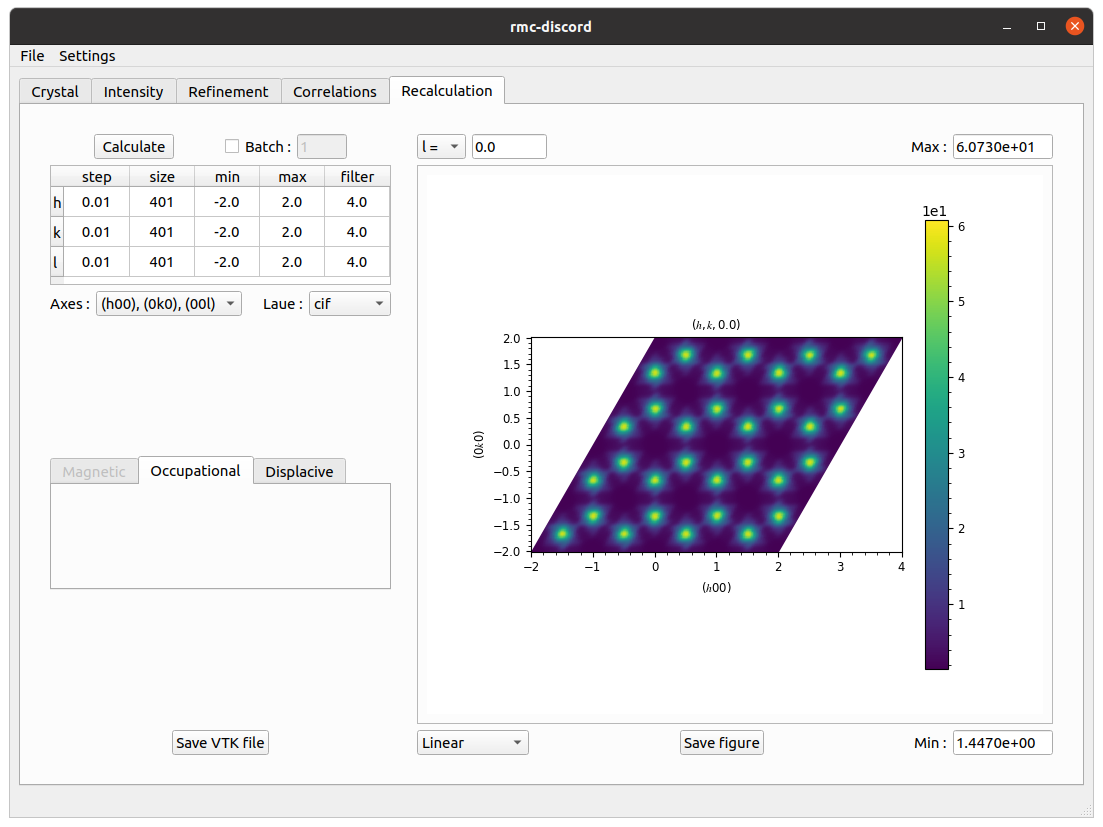 rmc-discord
File Settings
Crystal Intensity Refinement Correlations Recalculation
Calculate Batch : 1 l = 0.0 Max : 6.0730e+01
step size min max filter
h 0.01 401 -2.0 2.0 4.0
k 0.01 401 -2.0 2.0 4.0
l 0.01 401 -2.0 2.0 4.0
Axes : (h00), (0k0), (00l) Laue : cif
Magnetic Occupational Displacive
Save VTK file
(h, k, 0.0)
(0k0)
2.0
1.5
1.0
0.5
0.0
−0.5
−1.0
−1.5
−2.0
−2 −1 0 1 2 3 4
(h00)
1e1
6
5
4
3
2
1
Linear Save figure Min : 1.4470e+00